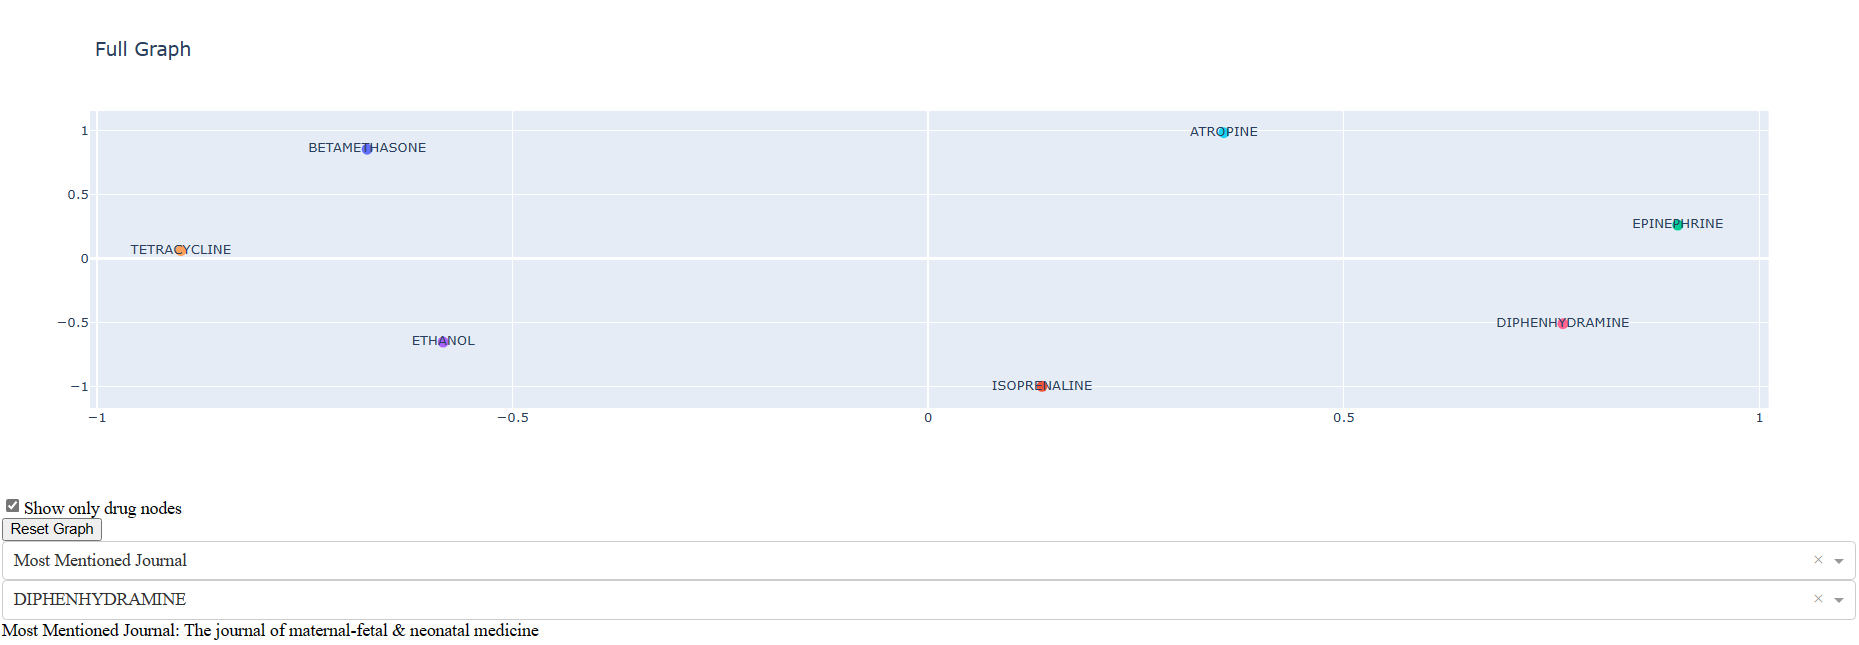 Full Graph
1
ATROPINE
BETAMETHASONE
0.5
EPINEPHRINE
TETRACYCLINE
0
−0.5
DIPHENHYDRAMINE
ETHANOL
−1
ISOPRENALINE
−1 −0.5 0 0.5 1
Show only drug nodes
Reset Graph
Most Mentioned Journal ×
DIPHENHYDRAMINE ×
Most Mentioned Journal: The journal of maternal-fetal & neonatal medicine